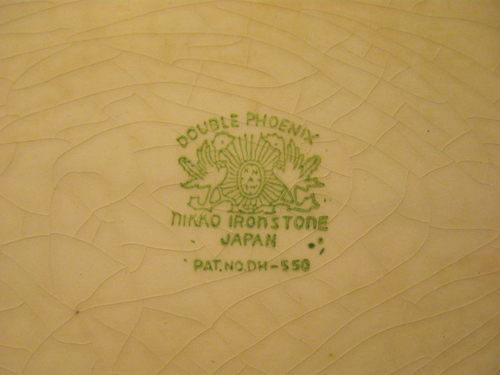 DOUBLE PHOENIX
NIKKO IRONSTONE
JAPAN
PAT.NO.DH-550